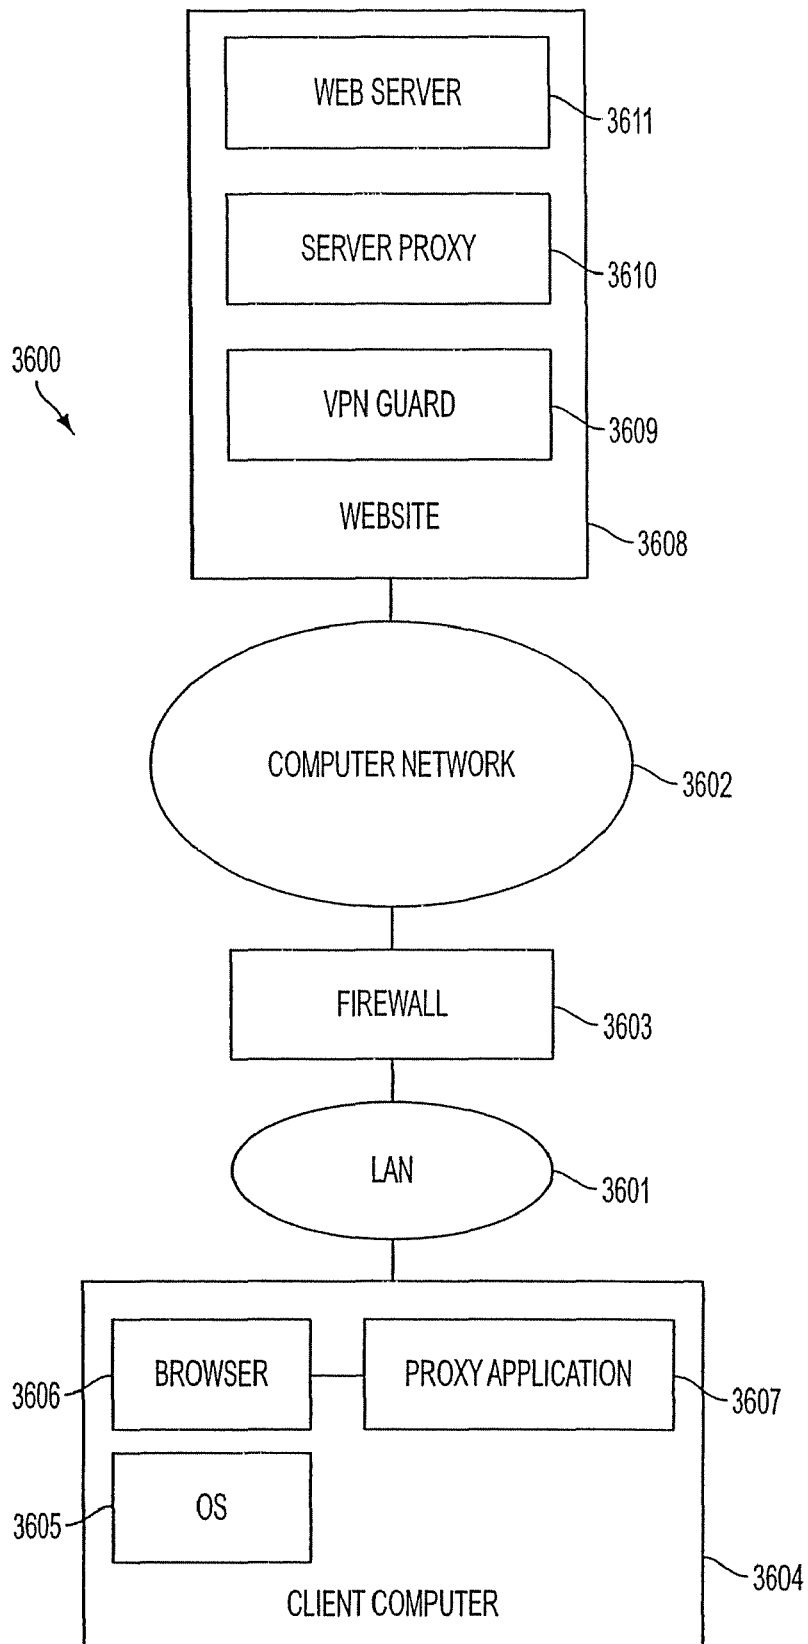 WEB SERVER
3611
SERVER PROXY
3610
3600
VPN GUARD
3609
WEBSITE
3608
COMPUTER NETWORK
3602
FIREWALL
3603
LAN
3601
BROWSER
PROXY APPLICATION
3606
3607
OS
3605
3604
CLIENT COMPUTER